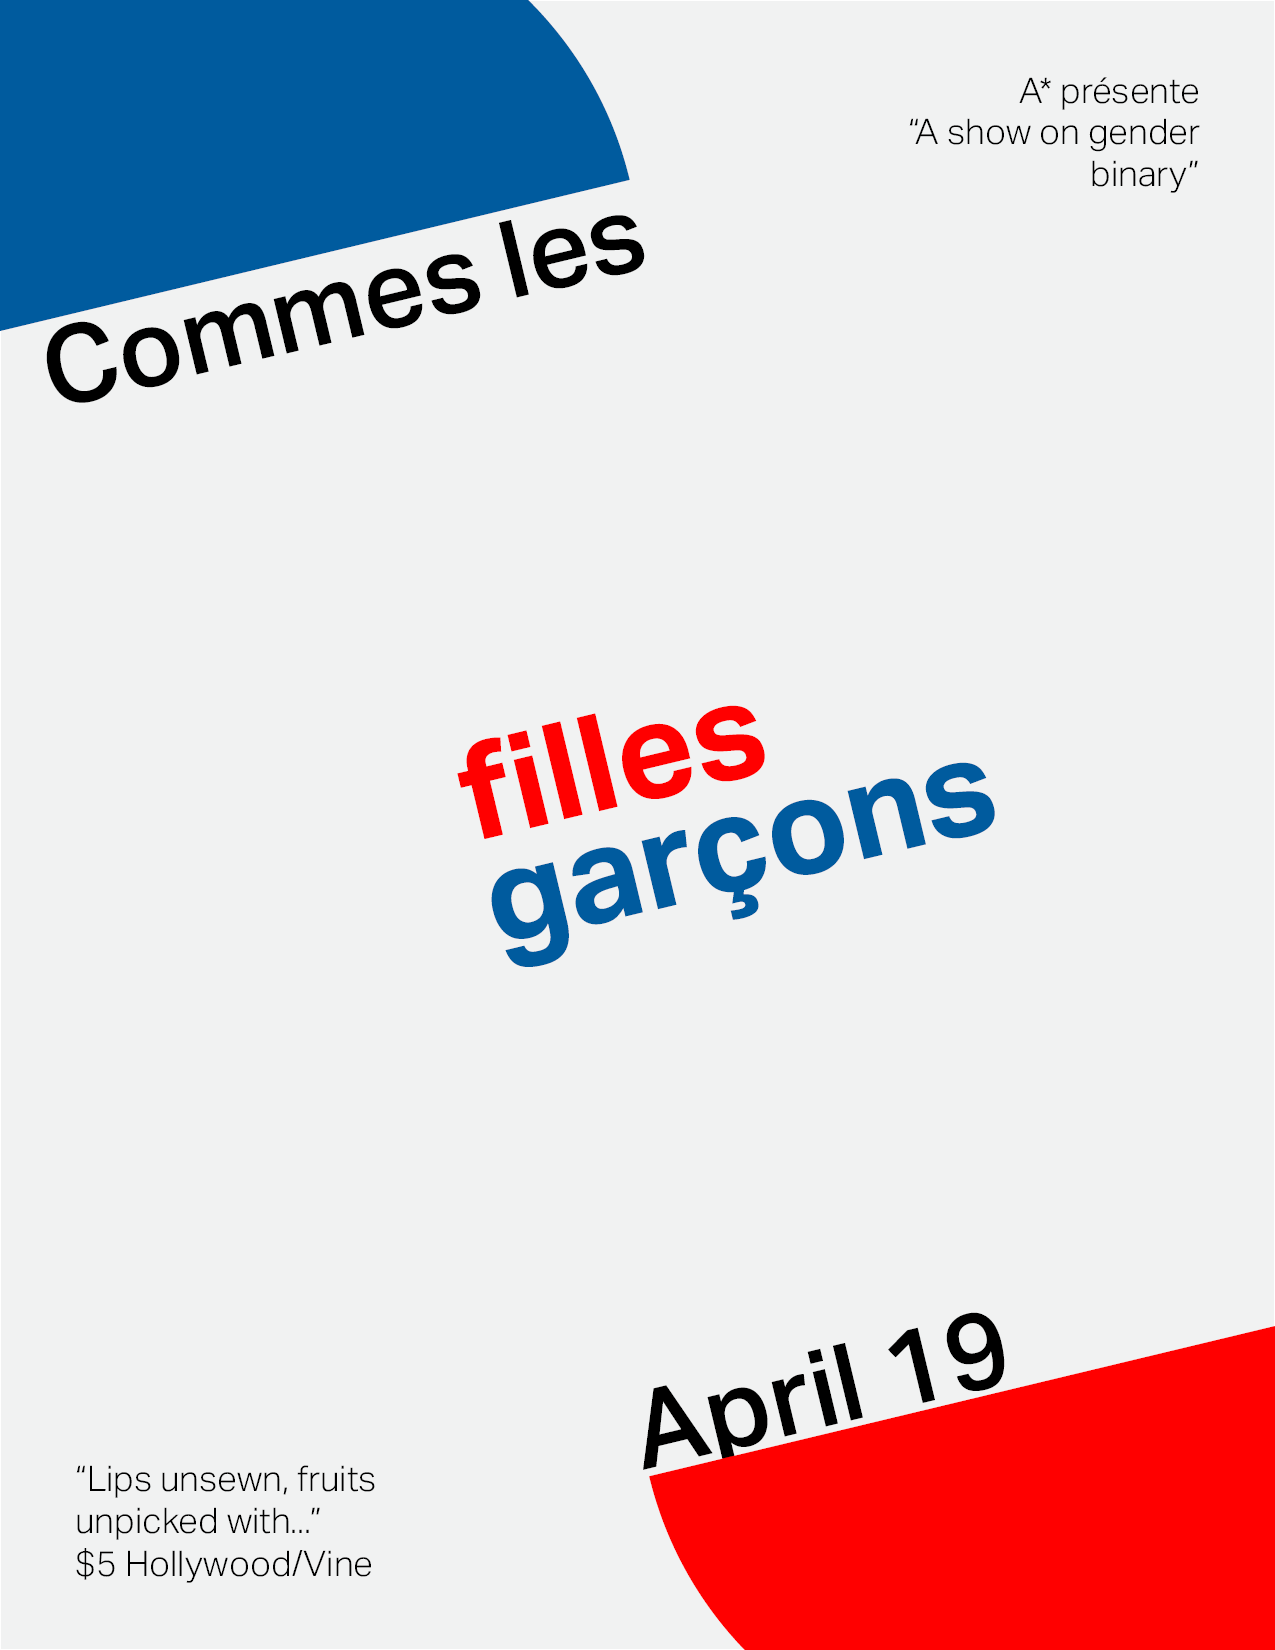 A* présente
“A show on gender
binary”
Commes les
filles
garçons
April 19
“Lips unsewn, fruits
unpicked with...”
$5 Hollywood/Vine